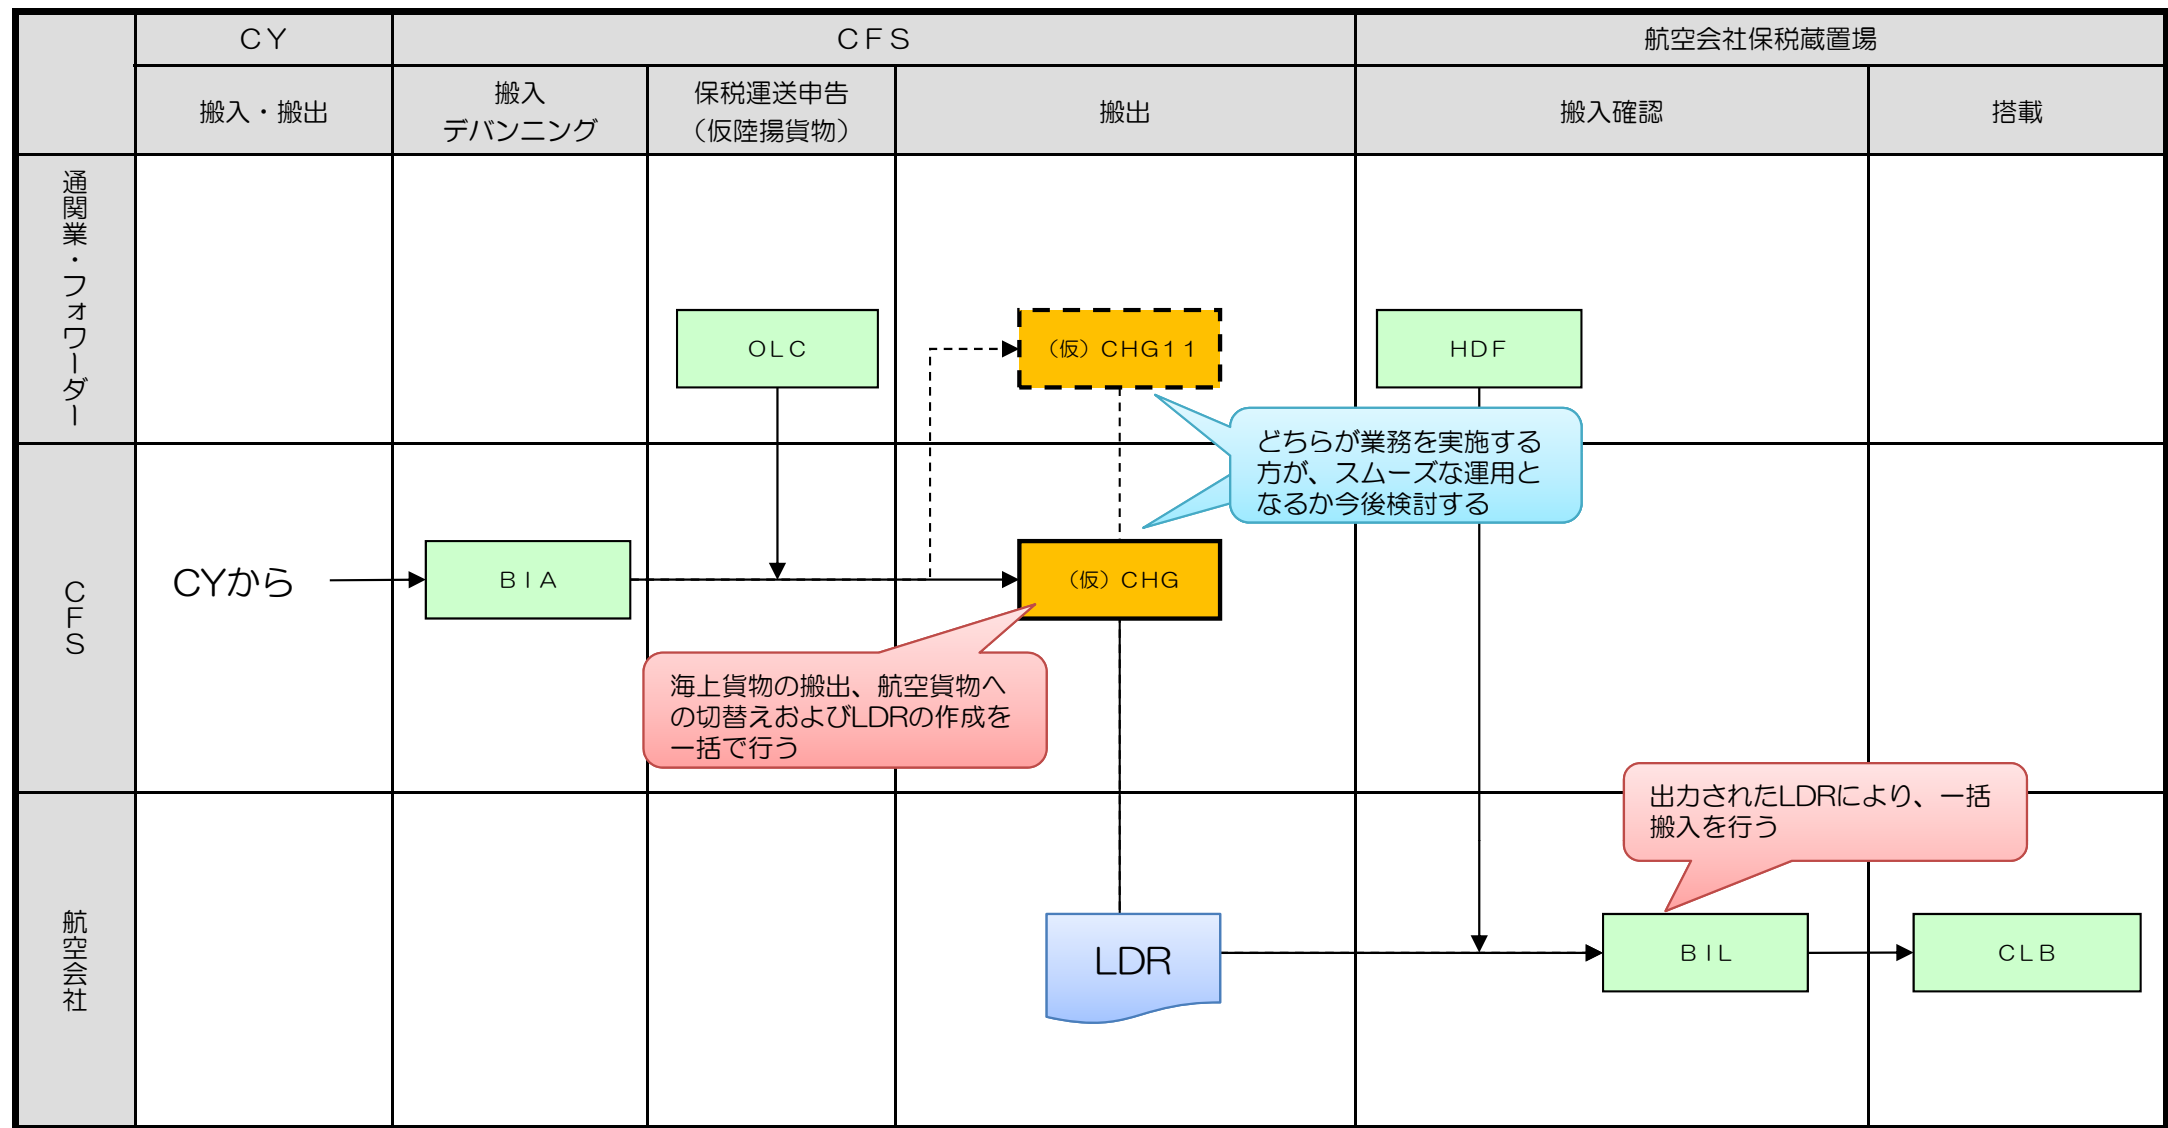 ＣＹ
ＣＦＳ
航空会社保税蔵置場
搬入・搬出
搬入
デバンニング
保税運送申告
（仮陸揚貨物）
搬出
搬入確認
搭載
通関業・フォワーダー
ＯＬＣ
（仮）ＣＨＧ１１
ＨＤＦ
どちらが業務を実施する
方が、スムーズな運用と
なるか今後検討する
ＣＦＳ
CYから
ＢＩＡ
（仮）ＣＨＧ
海上貨物の搬出、航空貨物へ
の切替えおよびLDRの作成を
一括で行う
出力されたLDRにより、一括
搬入を行う
航空会社
LDR
ＢＩＬ
ＣＬＢ